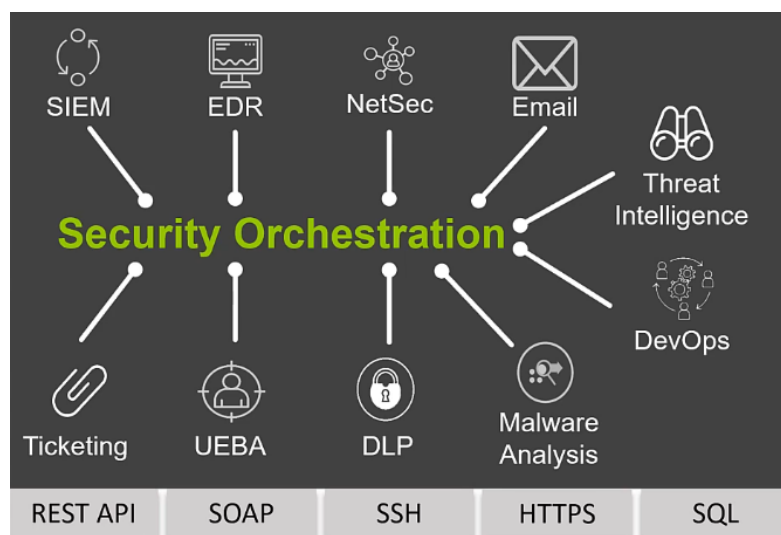 SIEM
EDR
NetSec
Email
Threat
Intelligence
Security Orchestration
DevOps
Ticketing
UEBA
DLP
Malware
Analysis
REST API
SOAP
SSH
HTTPS
SQL